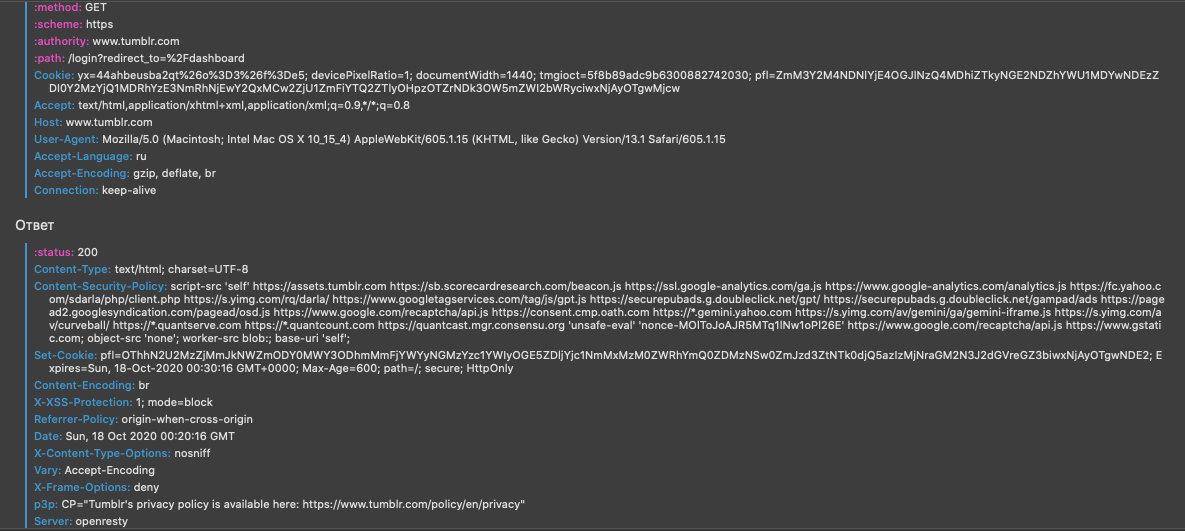 :method: GET
:scheme: https
:authority: www.tumblr.com
:path: /login?redirect_to=%2Fdashboard
Cookie: yx=44ahbeusba2qt%26o%3D3%26f%3De5; devicePixelRatio=1; documentWidth=1440; tmgioct=5f8b89adc9b6300882742030; pfl=ZmM3Y2M4NDNlYjE4OGJlNzQ4MDhiZTkyNGE2NDZhYWU1MDYwNDEzZ
DI0Y2MzYjQ1MDRhYzE3NmRhNjEwY2QxMCw2ZjU1ZmFiYTQ2ZTIyOHpzOTZrNDk3OW5mZWI2bWRyciwxNjAyOTgwMjcw
Accept: text/html,application/xhtml+xml,application/xml;q=0.9,*/*;q=0.8
Host: www.tumblr.com
User-Agent: Mozilla/5.0 (Macintosh; Intel Mac OS X 10_15_4) AppleWebKit/605.1.15 (KHTML, like Gecko) Version/13.1 Safari/605.1.15
Accept-Language: ru
Accept-Encoding: gzip, deflate, br
Connection: keep-alive
Ответ
:status: 200
Content-Type: text/html; charset=UTF-8
Content-Security-Policy: script-src 'self' https://assets.tumblr.com https://sb.scorecardresearch.com/beacon.js https://ssl.google-analytics.com/ga.js https://www.google-analytics.com/analytics.js https://fc.yahoo.c
om/sdarla/php/client.php https://s.yimg.com/rq/darla/ https://www.googletagservices.com/tag/js/gpt.js https://securepubads.g.doubleclick.net/gpt/ https://securepubads.g.doubleclick.net/gampad/ads https://page
ad2.googlesyndication.com/pagead/osd.js https://www.google.com/recaptcha/api.js https://consent.cmp.oath.com https://*.gemini.yahoo.com https://s.yimg.com/av/gemini/ga/gemini-iframe.js https://s.yimg.com/a
v/curveball/ https://*.quantserve.com https://*.quantcount.com https://quantcast.mgr.consensu.org 'unsafe-eval' 'nonce-MOIToJoAJR5MTq1lNw1oPl26E' https://www.google.com/recaptcha/api.js https://www.gstat
ic.com; object-src 'none'; worker-src blob:; base-uri 'self';
Set-Cookie: pfl=OThhN2U2MzZjMmJkNWZmODY0MWY3ODhmMmFjYWYyNGMzYzc1YWIyOGE5ZDljYjc1NmMxMzM0ZWRhYmQ0ZDMzNSw0ZmJzd3ZtNTk0djQ5azIzMjNraGM2N3J2dGVreGZ3biwxNjAyOTgwNDE2; E
xpires=Sun, 18-Oct-2020 00:30:16 GMT+0000; Max-Age=600; path=/; secure; HttpOnly
Content-Encoding: br
X-XSS-Protection: 1; mode=block
Referrer-Policy: origin-when-cross-origin
Date: Sun, 18 Oct 2020 00:20:16 GMT
X-Content-Type-Options: nosniff
Vary: Accept-Encoding
X-Frame-Options: deny
p3p: CP="Tumblr's privacy policy is available here: https://www.tumblr.com/policy/en/privacy"
Server: openresty